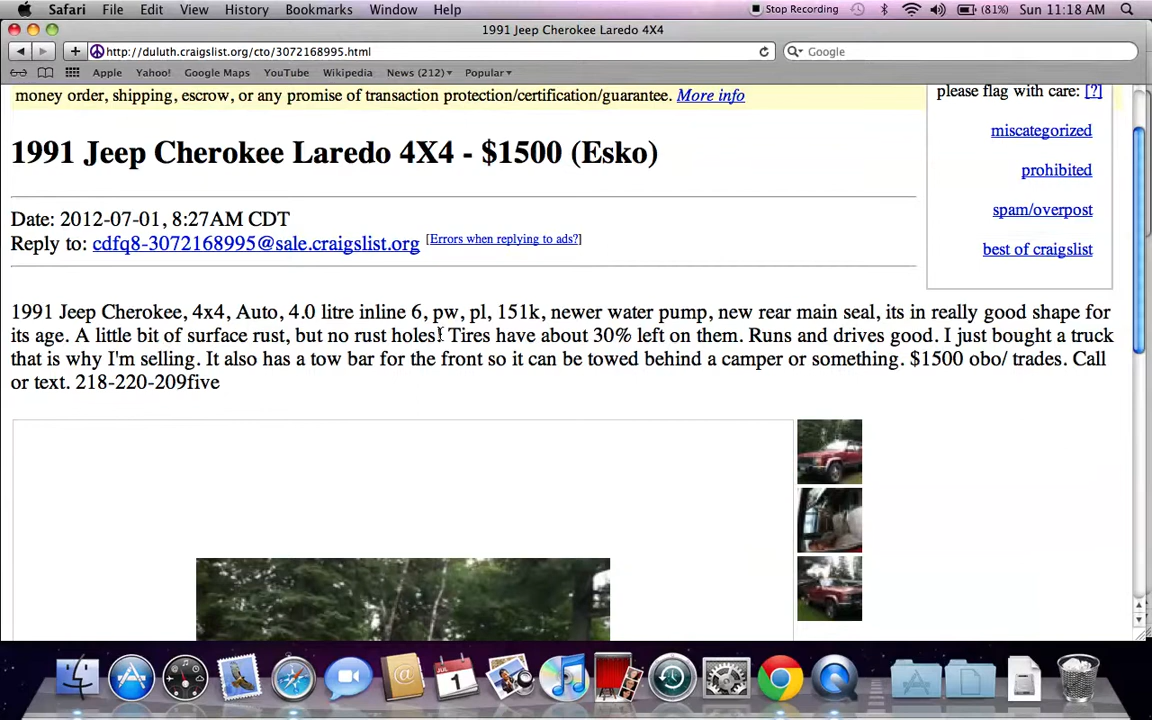 Safari File Edit View History Bookmarks Window Help Stop Recording (81%) Sun 11:18 AM
1991 Jeep Cherokee Laredo 4X4
http://duluth.craigslist.org/cto/3072168995.html Google
Apple Yahoo! Google Maps YouTube Wikipedia News (212) Popular
money order, shipping, escrow, or any promise of transaction protection/certification/guarantee. More info
please flag with care: [?]
miscategorized
prohibited
spam/overpost
best of craigslist
1991 Jeep Cherokee Laredo 4X4 - $1500 (Esko)
Date: 2012-07-01, 8:27AM CDT
Reply to: cdfq8-3072168995@sale.craigslist.org [Errors when replying to ads?]
1991 Jeep Cherokee, 4x4, Auto, 4.0 litre inline 6, pw, pl, 151k, newer water pump, new rear main seal, its in really good shape for
its age. A little bit of surface rust, but no rust holes! Tires have about 30% left on them. Runs and drives good. I just bought a truck
that is why I'm selling. It also has a tow bar for the front so it can be towed behind a camper or something. $1500 obo/ trades. Call
or text. 218-220-209five
JUL
1